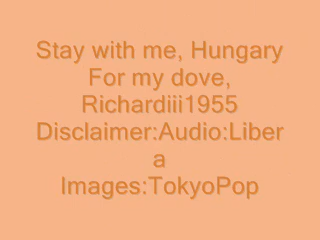 Stay with me, Hungary
For my dove,
Richardiii1955
Disclaimer:Audio:Liber
a
Images:TokyoPop